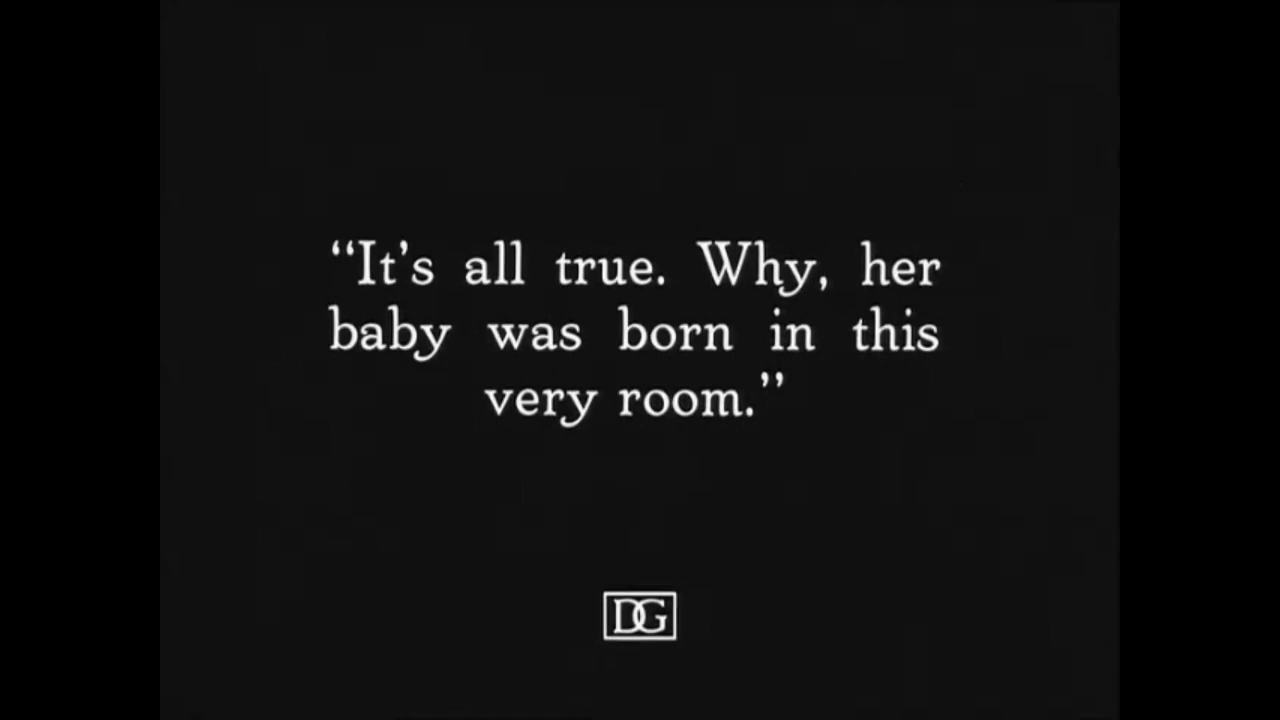 “It’s all true. Why, her
baby was born in this
very room.”
DG